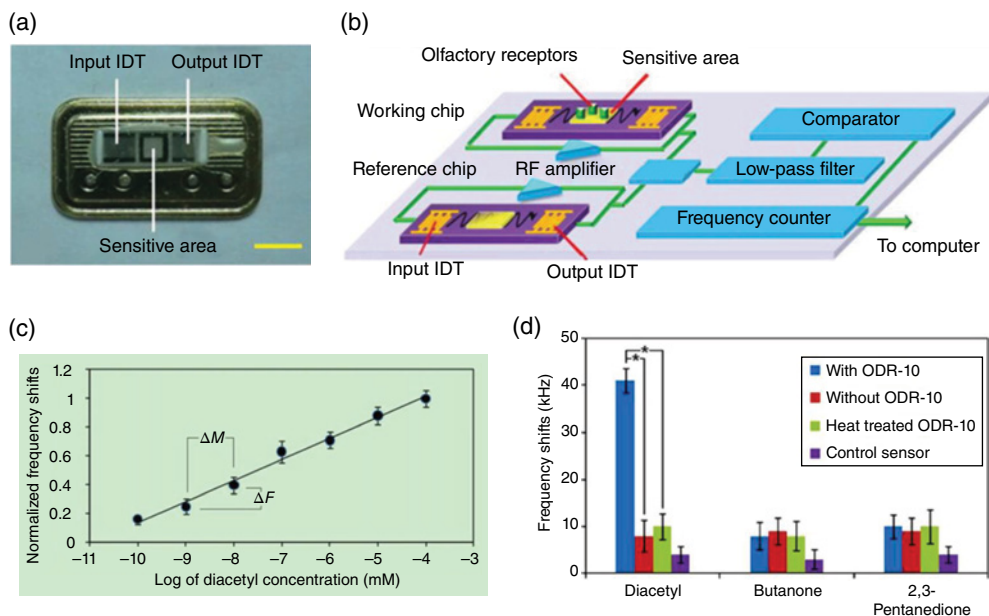 (a)
Input IDT
Output IDT
Sensitive area
(b)
Olfactory receptors
Sensitive area
Working chip
Comparator
Reference chip
RF amplifier
Low-pass filter
Frequency counter
To computer
Input IDT
Output IDT
(c)
Normalized frequency shifts
1.2
1
0.8
0.6
0.4
0.2
0
ΔM
ΔF
−11
−10
−9
−8
−7
−6
−5
−4
−3
Log of diacetyl concentration (mM)
(d)
Frequency shifts (kHz)
50
40
30
20
10
0
*
*
With ODR-10
Without ODR-10
Heat treated ODR-10
Control sensor
Diacetyl
Butanone
2,3-
Pentanedione